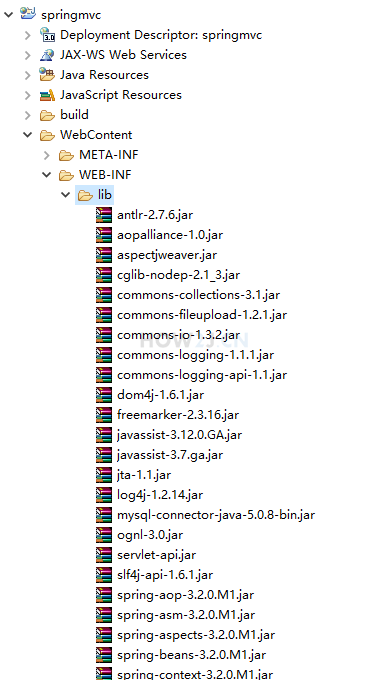 springmvc
3.0 Deployment Descriptor: springmvc
JAX-WS Web Services
Java Resources
JavaScript Resources
build
WebContent
META-INF
WEB-INF
lib
antlr-2.7.6.jar
aopalliance-1.0.jar
aspectjweaver.jar
cglib-nodep-2.1_3.jar
commons-collections-3.1.jar
commons-fileupload-1.2.1.jar
commons-io-1.3.2.jar
commons-logging-1.1.1.jar
commons-logging-api-1.1.jar
dom4j-1.6.1.jar
freemarker-2.3.16.jar
javassist-3.12.0.GA.jar
javassist-3.7.ga.jar
jta-1.1.jar
log4j-1.2.14.jar
mysql-connector-java-5.0.8-bin.jar
ognl-3.0.jar
servlet-api.jar
slf4j-api-1.6.1.jar
spring-aop-3.2.0.M1.jar
spring-asm-3.2.0.M1.jar
spring-aspects-3.2.0.M1.jar
spring-beans-3.2.0.M1.jar
spring-context-3.2.0.M1.jar